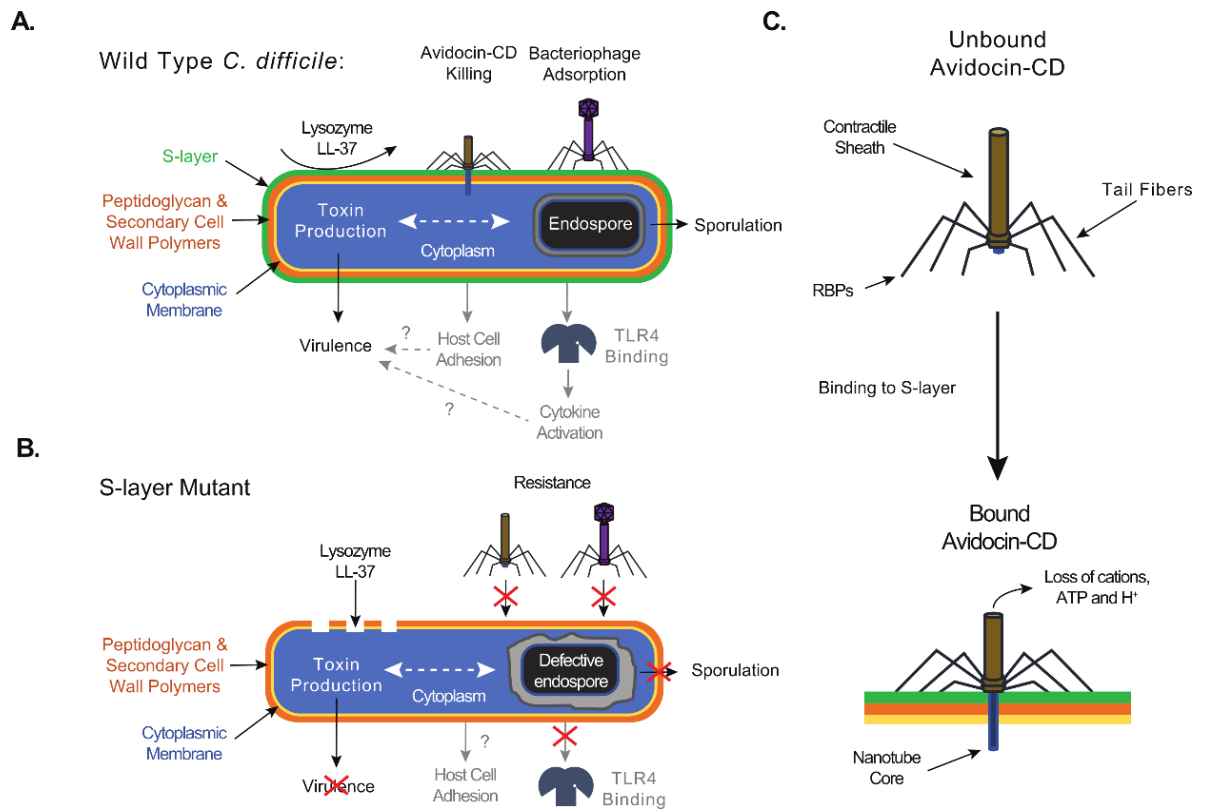 A.
Wild Type C. difficile:
Avidocin-CD
Killing
Bacteriophage
Adsorption
Lysozyme
LL-37
S-layer
Peptidoglycan &
Secondary Cell
Wall Polymers
Cytoplasmic
Membrane
Toxin
Production
Cytoplasm
Endospore
Sporulation
Virulence
?
Host Cell
Adhesion
TLR4
Binding
?
Cytokine
Activation
B.
S-layer Mutant
Resistance
Lysozyme
LL-37
Peptidoglycan &
Secondary Cell
Wall Polymers
Cytoplasmic
Membrane
Toxin
Production
Cytoplasm
Defective
endospore
Sporulation
Virulence
?
Host Cell
Adhesion
TLR4
Binding
C.
Unbound
Avidocin-CD
Contractile
Sheath
Tail Fibers
RBPs
Binding to S-layer
Bound
Avidocin-CD
Loss of cations,
ATP and H⁺
Nanotube
Core